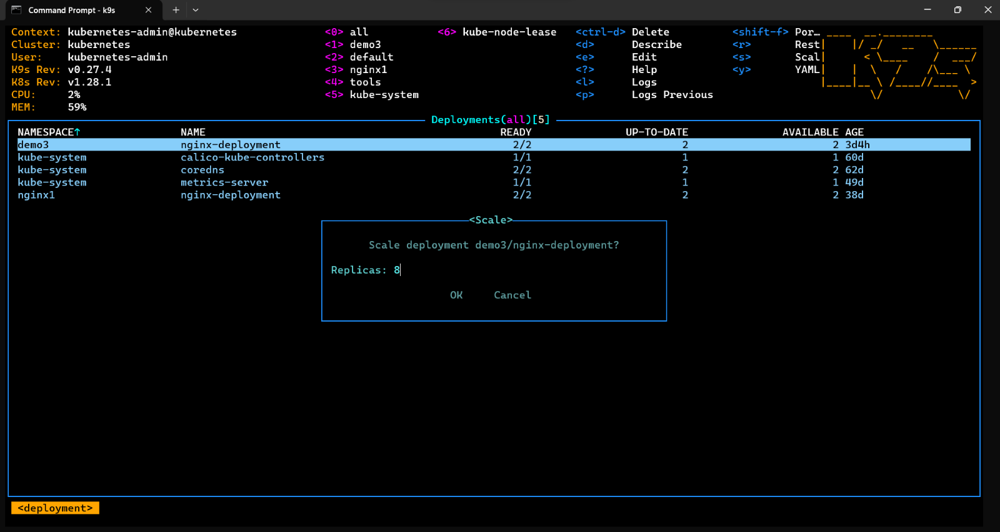 Command Prompt - k9s
Context: kubernetes-admin@kubernetes <0> all <6> kube-node-lease <ctrl-d> Delete <shift-f> Por…
Cluster: kubernetes <1> demo3 <d> Describe <r> Rest
User: kubernetes-admin <2> default <e> Edit <s> Scal
K9s Rev: v0.27.4 <3> nginx1 <?> Help <y> YAML
K8s Rev: v1.28.1 <4> tools <l> Logs
CPU: 2% <5> kube-system <p> Logs Previous
MEM: 59%
Deployments(all)[5]
NAMESPACE↑ NAME READY UP-TO-DATE AVAILABLE AGE
demo3 nginx-deployment 2/2 2 2 3d4h
kube-system calico-kube-controllers 1/1 1 1 60d
kube-system coredns 2/2 2 2 62d
kube-system metrics-server 1/1 1 1 49d
nginx1 nginx-deployment 2/2 2 2 38d
<Scale>
Scale deployment demo3/nginx-deployment?
Replicas: 8
OK Cancel
<deployment>